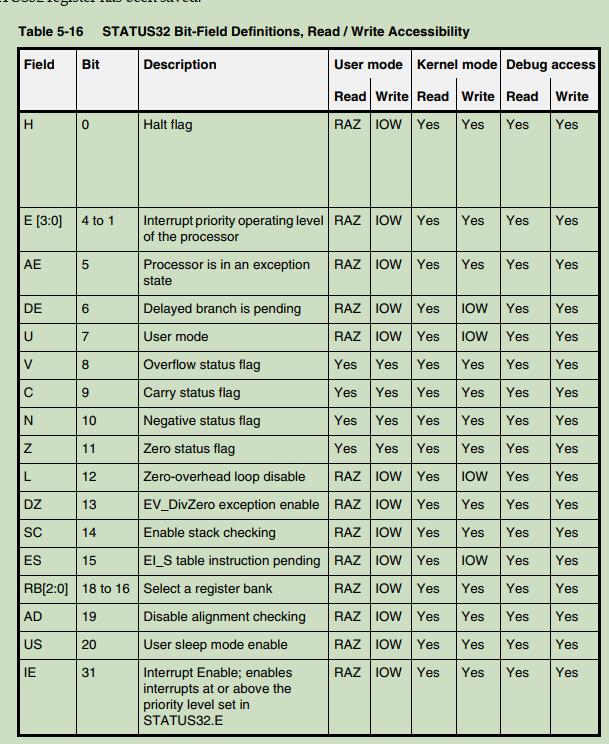 STATUS32 register has been saved.
Table 5-16 STATUS32 Bit-Field Definitions, Read / Write Accessibility
Field Bit Description User mode Kernel mode Debug access
Read Write Read Write Read Write
H 0 Halt flag RAZ IOW Yes Yes Yes Yes
E [3:0] 4 to 1 Interrupt priority operating level RAZ IOW Yes Yes Yes Yes
of the processor
AE 5 Processor is in an exception RAZ IOW Yes Yes Yes Yes
state
DE 6 Delayed branch is pending RAZ IOW Yes IOW Yes Yes
U 7 User mode RAZ IOW Yes IOW Yes Yes
V 8 Overflow status flag Yes Yes Yes Yes Yes Yes
C 9 Carry status flag Yes Yes Yes Yes Yes Yes
N 10 Negative status flag Yes Yes Yes Yes Yes Yes
Z 11 Zero status flag Yes Yes Yes Yes Yes Yes
L 12 Zero-overhead loop disable RAZ IOW Yes IOW Yes Yes
DZ 13 EV_DivZero exception enable RAZ IOW Yes Yes Yes Yes
SC 14 Enable stack checking RAZ IOW Yes Yes Yes Yes
ES 15 EI_S table instruction pending RAZ IOW Yes IOW Yes Yes
RB[2:0] 18 to 16 Select a register bank RAZ IOW Yes Yes Yes Yes
AD 19 Disable alignment checking RAZ IOW Yes Yes Yes Yes
US 20 User sleep mode enable RAZ IOW Yes Yes Yes Yes
IE 31 Interrupt Enable; enables RAZ IOW Yes Yes Yes Yes
interrupts at or above the
priority level set in
STATUS32.E